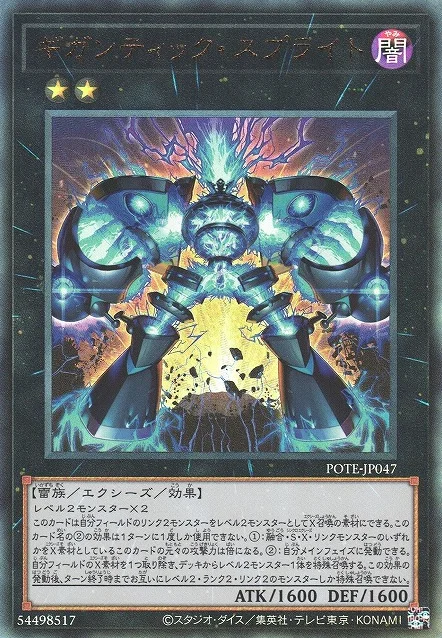 ギガンティック・スプライト
闇
やみ
POTE-JP047
【雷族／エクシーズ／効果】
レベル２モンスター×２
このカードは自分フィールドのリンク２モンスターをレベル２モンスターとしてＸ召喚の素材にできる。この
カード名の②の効果は１ターンに１度しか使用できない。①：融合・Ｓ・Ｘ・リンクモンスターのいずれ
かをＸ素材としているこのカードの元々の攻撃力は倍になる。②：自分メインフェイズに発動できる。
自分フィールドのＸ素材を１つ取り除き、デッキからレベル２モンスター１体を特殊召喚する。この効果の
発動後、ターン終了時までお互いにレベル２・ランク２・リンク２のモンスターしか特殊召喚できない。
ATK/1600 DEF/1600
54498517
©スタジオ・ダイス／集英社・テレビ東京・KONAMI